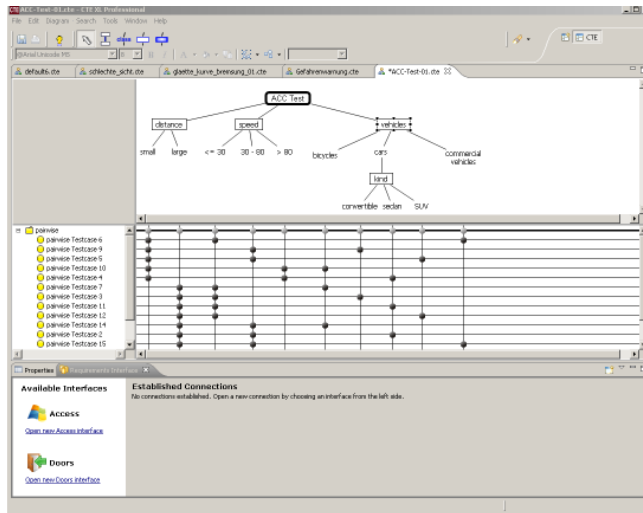 ACC-Test-01.cte - CTE XL Professional
File Edit Diagram Search Tools Window Help
@Arial Unicode MS 8 B I A
CTE
default6.cte schlechte_sicht.cte glaette_kurve_bremsung_01.cte Gefahrenwarnung.cte *ACC-Test-01.cte
ACC Test
distance speed vehicles
small large <= 30 30 - 80 > 80 bicycles cars commercial vehicles
kind
convertible sedan SUV
pairwise
pairwise Testcase 6
pairwise Testcase 9
pairwise Testcase 5
pairwise Testcase 10
pairwise Testcase 4
pairwise Testcase 7
pairwise Testcase 3
pairwise Testcase 11
pairwise Testcase 12
pairwise Testcase 14
pairwise Testcase 2
pairwise Testcase 15
Properties Requirements Interface
Available Interfaces
Access
Open new Access interface
Doors
Open new Doors interface
Established Connections
No connections established. Open a new connection by choosing an interface from the left side.